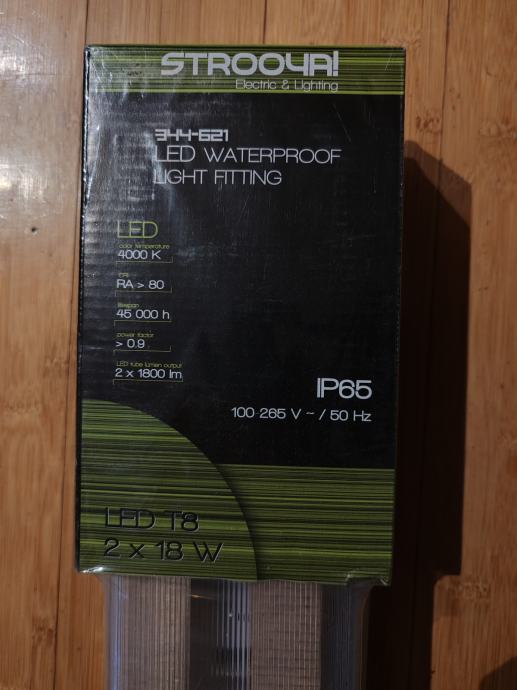 STROOYA!
Electric & Lighting
344-621
LED WATERPROOF
LIGHT FITTING
LED
color temperature
4000 K
CRI
RA > 80
lifespan
45 000 h
power factor
> 0.9
LED tube lumen output
2 x 1800 lm
IP65
100-265 V ~ / 50 Hz
LED T8
2 x 18 W